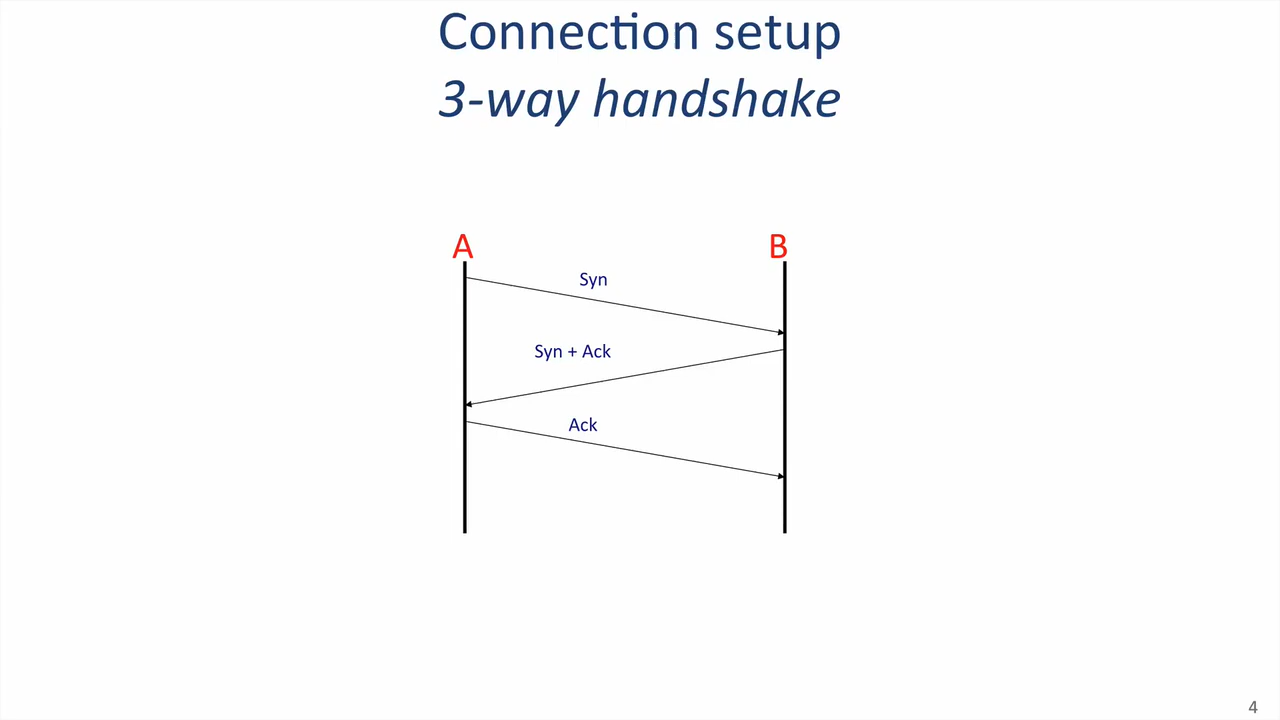 Connection setup
3-way handshake
A
B
Syn
Syn + Ack
Ack
4